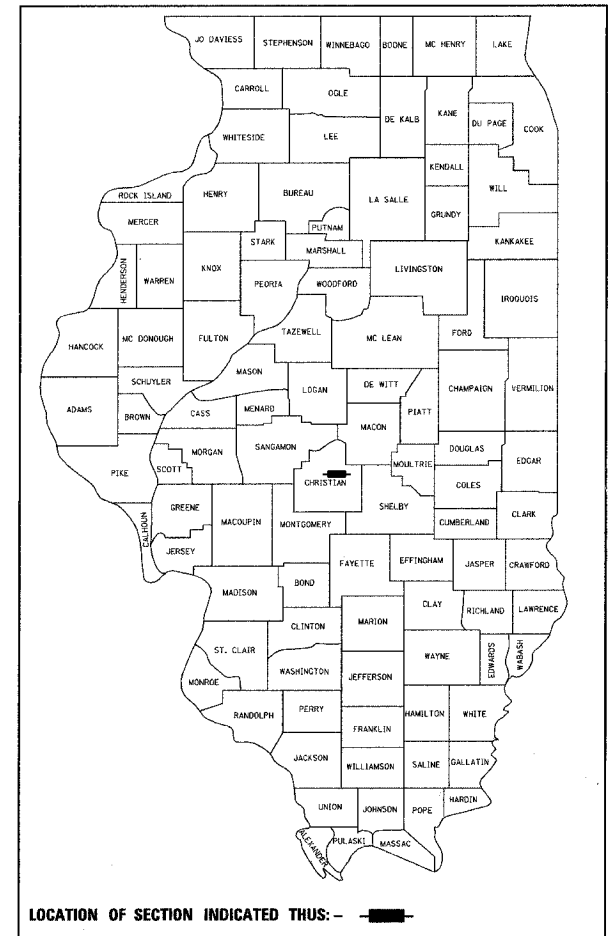 JO DAVIESS
STEPHENSON
WINNEBAGO
BOONE
MC HENRY
LAKE
CARROLL
OGLE
DE KALB
KANE
DU PAGE
COOK
WHITESIDE
LEE
KENDALL
WILL
ROCK ISLAND
HENRY
BUREAU
LA SALLE
GRUNDY
MERCER
PUTNAM
STARK
MARSHALL
KANKAKEE
HENDERSON
WARREN
KNOX
PEORIA
WOODFORD
LIVINGSTON
IROQUOIS
HANCOCK
MC DONOUGH
FULTON
TAZEWELL
MC LEAN
FORD
MASON
SCHUYLER
LOGAN
DE WITT
CHAMPAIGN
VERMILION
ADAMS
BROWN
CASS
MENARD
MACON
PIATT
PIKE
SCOTT
MORGAN
SANGAMON
CHRISTIAN
MOULTRIE
DOUGLAS
EDGAR
COLES
SHELBY
CALHOUN
GREENE
MACOUPIN
MONTGOMERY
CUMBERLAND
CLARK
JERSEY
FAYETTE
EFFINGHAM
JASPER
CRAWFORD
MADISON
BOND
CLAY
RICHLAND
LAWRENCE
CLINTON
MARION
ST. CLAIR
WAYNE
EDWARDS
WABASH
WASHINGTON
JEFFERSON
MONROE
RANDOLPH
PERRY
HAMILTON
WHITE
FRANKLIN
JACKSON
WILLIAMSON
SALINE
GALLATIN
UNION
JOHNSON
POPE
HARDIN
ALEXANDER
PULASKI
MASSAC
LOCATION OF SECTION INDICATED THUS: -